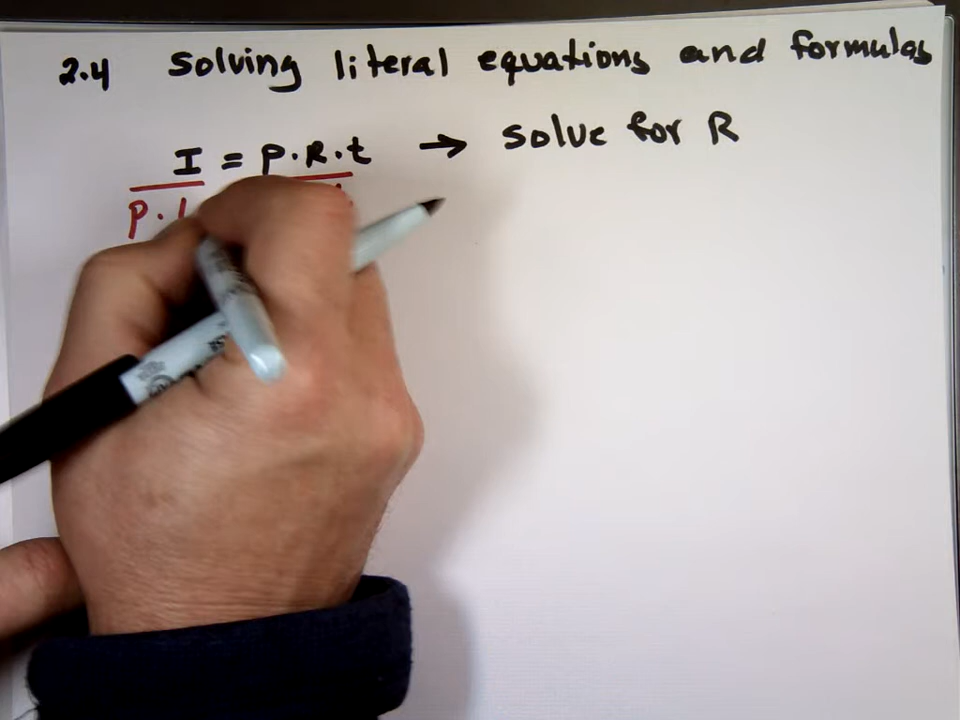 2.4 Solving literal equations and formulas
I = P.R.t → Solve for R
P.